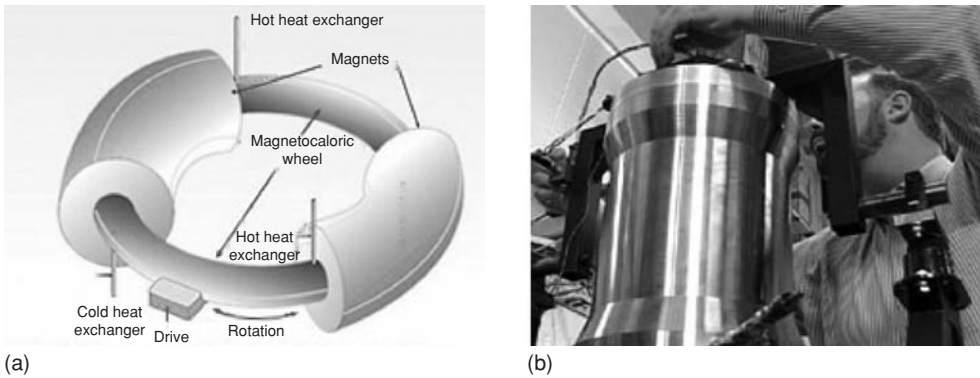 Hot heat exchanger
Magnets
Magnetocaloric
wheel
Hot heat
exchanger
Cold heat
exchanger
Drive
Rotation
(a)
(b)